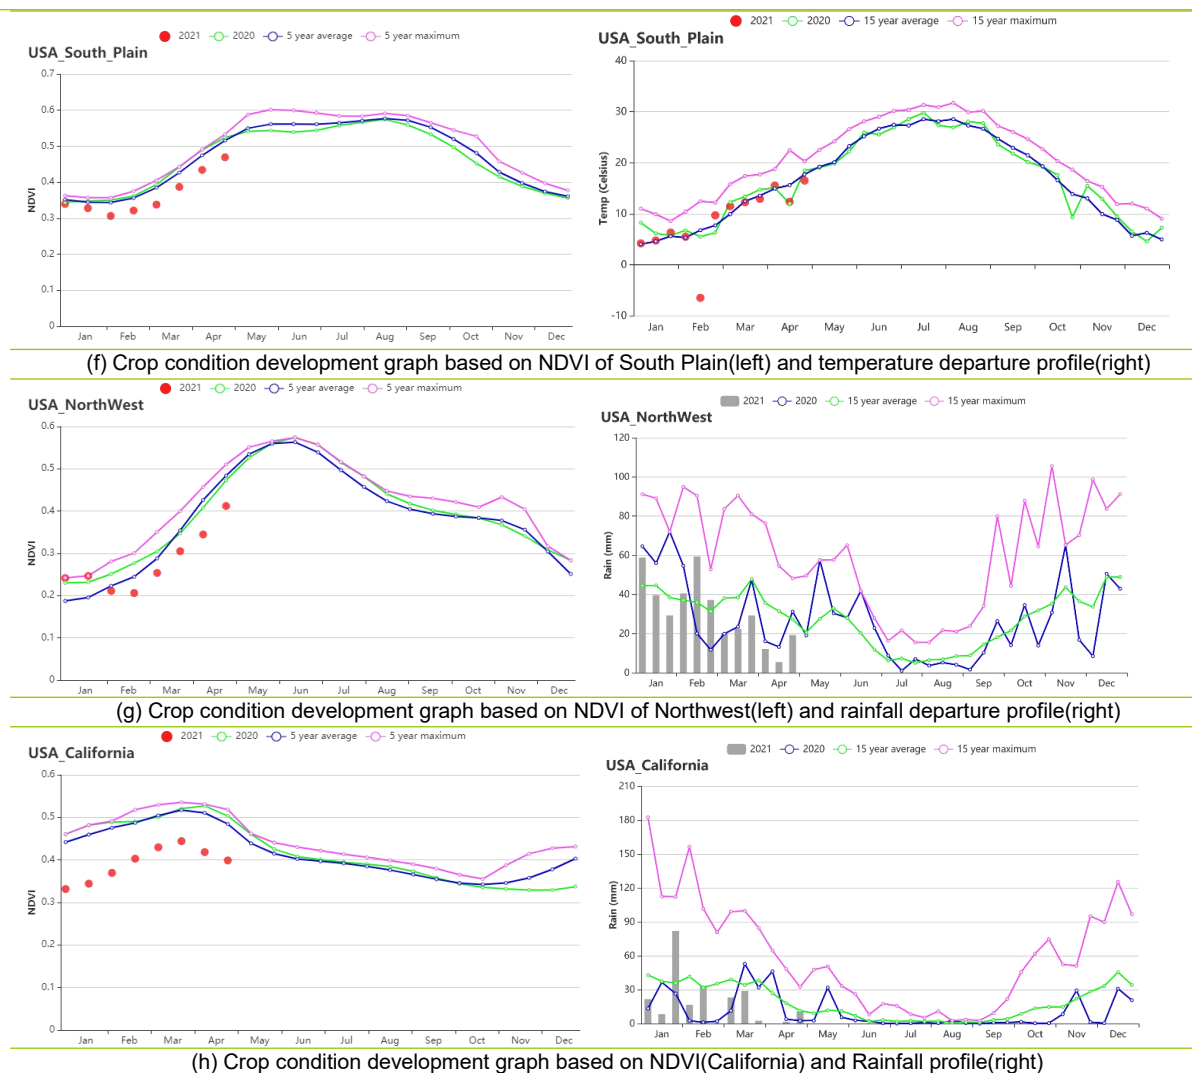 2021 2020 5 year average 5 year maximum
USA_South_Plain
0.7
0.6
0.5
0.4
0.3
0.2
0.1
0
NDVI
Jan Feb Mar Apr May Jun Jul Aug Sep Oct Nov Dec
2021 2020 15 year average 15 year maximum
USA_South_Plain
40
30
20
10
0
-10
Temp (Celsius)
Jan Feb Mar Apr May Jun Jul Aug Sep Oct Nov Dec
(f) Crop condition development graph based on NDVI of South Plain(left) and temperature departure profile(right)
2021 2020 5 year average 5 year maximum
USA_NorthWest
0.6
0.5
0.4
0.3
0.2
0.1
0
NDVI
Jan Feb Mar Apr May Jun Jul Aug Sep Oct Nov Dec
2021 2020 15 year average 15 year maximum
USA_NorthWest
120
100
80
60
40
20
0
Rain (mm)
Jan Feb Mar Apr May Jun Jul Aug Sep Oct Nov Dec
(g) Crop condition development graph based on NDVI of Northwest(left) and rainfall departure profile(right)
2021 2020 5 year average 5 year maximum
USA_California
0.6
0.5
0.4
0.3
0.2
0.1
0
NDVI
Jan Feb Mar Apr May Jun Jul Aug Sep Oct Nov Dec
2021 2020 15 year average 15 year maximum
USA_California
210
180
150
120
90
60
30
0
Rain (mm)
Jan Feb Mar Apr May Jun Jul Aug Sep Oct Nov Dec
(h) Crop condition development graph based on NDVI(California) and Rainfall profile(right)